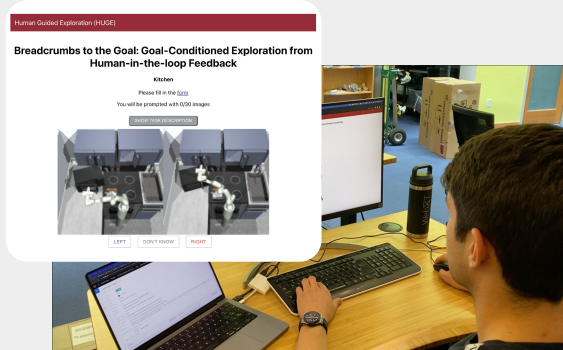 Human Guided Exploration (HUGE)
Breadcrumbs to the Goal: Goal-Conditioned Exploration from
Human-in-the-loop Feedback
Kitchen
Please fill in the form
You will be prompted with 0/30 images
SHOW TASK DESCRIPTION
LEFT
DON'T KNOW
RIGHT